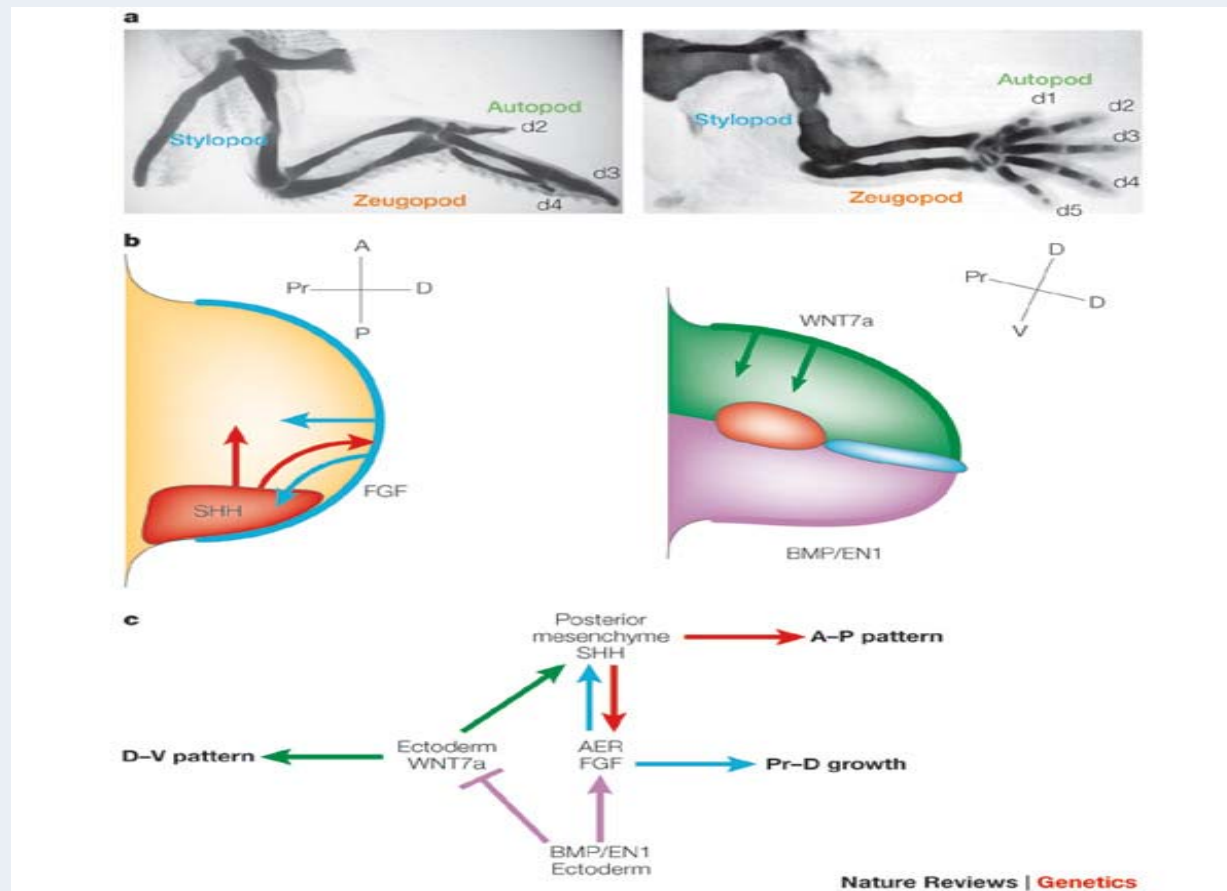 a
Stylopod
Autopod
d2
d3
Zeugopod
d4
Stylopod
Autopod
d1
d2
d3
d4
Zeugopod
d5
b
A
Pr
D
P
SHH
FGF
D
Pr
D
V
WNT7a
BMP/EN1
c
Posterior
mesenchyme
SHH
A–P pattern
D–V pattern
Ectoderm
WNT7a
AER
FGF
Pr–D growth
BMP/EN1
Ectoderm
Nature Reviews | Genetics